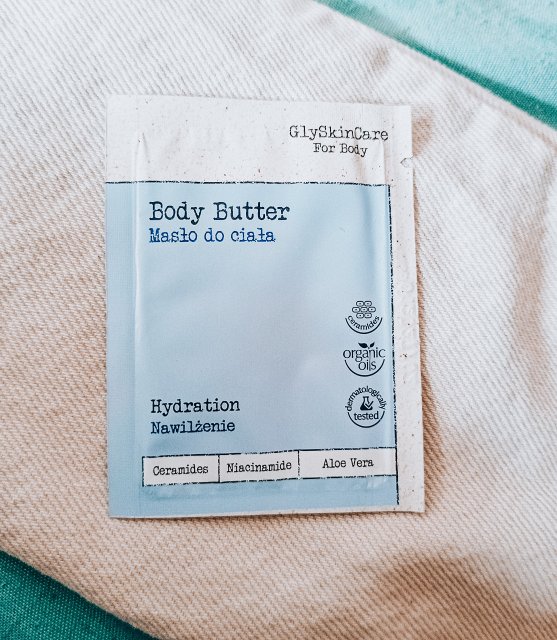 GlySkinCare
For Body
Body Butter
Masło do ciała
ceramides
organic
oils
dermatologically
tested
Hydration
Nawilżenie
Ceramides Niacinamide Aloe Vera